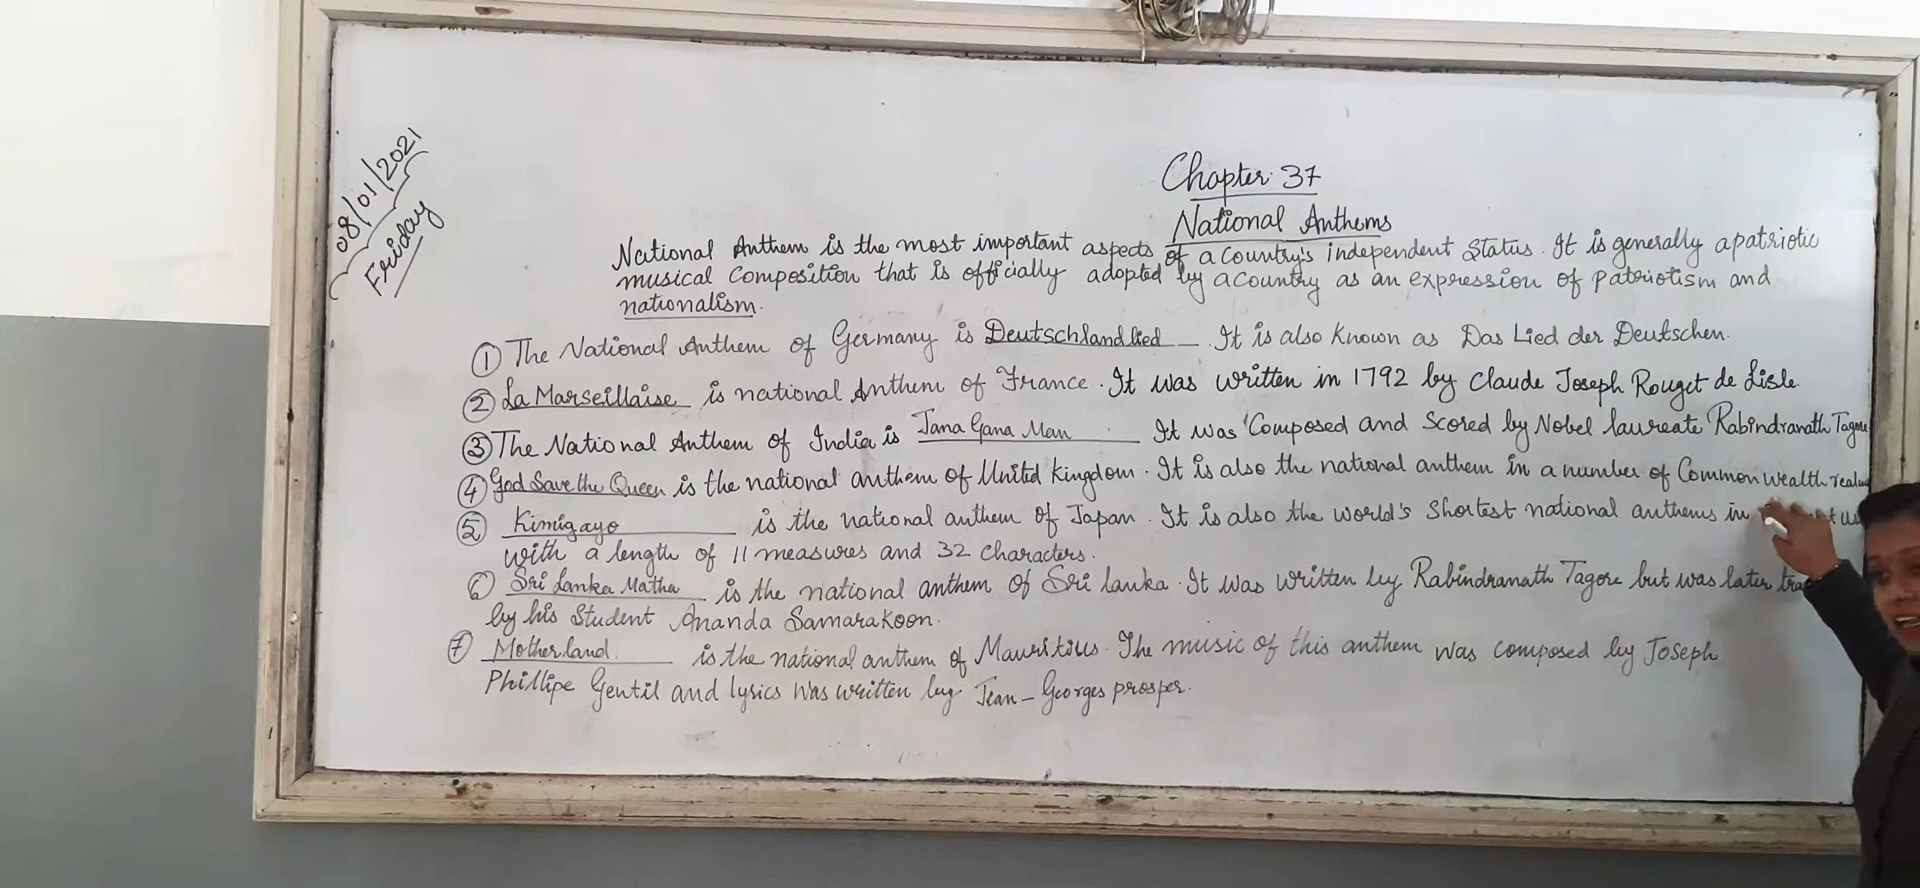 08/01/2021
Friday
Chapter 37
National Anthems
National Anthem is the most important aspects of a Country's independent Status. It is generally a patriotic
musical Composition that is officially adopted by a country as an expression of patriotism and
nationalism.
① The National Anthem of Germany is Deutschland lied. It is also known as Das Lied der Deutschen.
② La Marseillaise is national Anthem of France. It was written in 1792 by Claude Joseph Rouget de Lisle.
③ The National Anthem of India is Jana Gana Man It was Composed and Scored by Nobel laureate Rabindranath Tagore
④ God Save the Queen is the national anthem of United Kingdom. It is also the national anthem in a number of Common wealth
⑤ Kimigayo is the national anthem of Japan. It is also the world's Shortest national anthems in
with a length of 11 measures and 32 characters.
6 Sri Lanka Matha is the national anthem of Sri lanka. It was written by Rabindranath Tagore but was later
by his Student Ananda Samarakoon.
⑦ Motherland. is the national anthem of Mauritius. The music of this anthem was composed by Joseph
Phillipe Gentil and lyrics was written by Jean-Georges prosper.